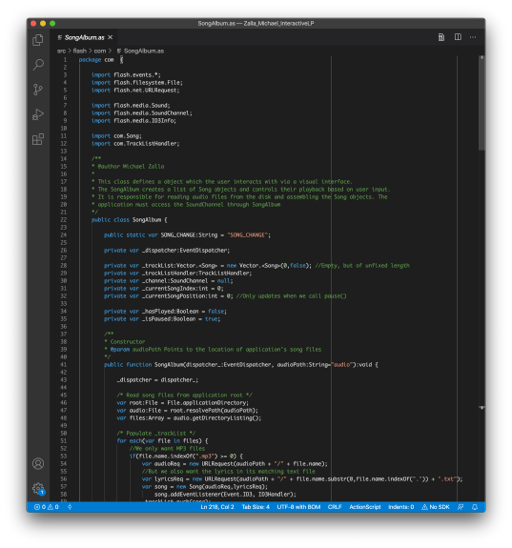 SongAlbum.as — Zalla_Michael_InteractiveLP
SongAlbum.as ×
src > flash > com > SongAlbum.as
1 package com {
2
3 import flash.events.*;
4 import flash.filesystem.File;
5 import flash.net.URLRequest;
6
7 import flash.media.Sound;
8 import flash.media.SoundChannel;
9 import flash.media.ID3Info;
10
11 import com.Song;
12 import com.TrackListHandler;
13
14 /**
15 * @author Michael Zalla
16 *
17 * This class defines a object which the user interacts with via a visual interface.
18 * The SongAlbum creates a list of Song objects and controls their playback based on user input.
19 * It is responsible for reading audio files from the disk and assembling the Song objects. The
20 * application must access the SoundChannel through SongAlbum
21 */
22 public class SongAlbum {
23
24 public static var SONG_CHANGE:String = "SONG_CHANGE";
25
26 private var _dispatcher:EventDispatcher;
27
28 private var _trackList:Vector.<Song> = new Vector.<Song>(0,false); //Empty, but of unfixed length
29 private var _trackListHandler:TrackListHandler;
30 private var _channel:SoundChannel = null;
31 private var _currentSongIndex:int = 0;
32 private var _currentSongPosition:int = 0; //Only updates when we call pause()
33
34 private var _hasPlayed:Boolean = false;
35 private var _isPaused:Boolean = true;
36
37 /**
38 * Constructor
39 * @param audioPath Points to the location of application's song files
40 */
41 public function SongAlbum(dispatcher_:EventDispatcher, audioPath:String="audio"):void {
42
43 _dispatcher = dispatcher_;
44
45 /* Read song files from application root */
46 var root:File = File.applicationDirectory;
47 var audio:File = root.resolvePath(audioPath);
48 var files:Array = audio.getDirectoryListing();
49
50 /* Populate _trackList */
51 for each(var file in files) {
52 //We only want MP3 files
53 if(file.name.indexOf(".mp3") >= 0) {
54 var audioReq = new URLRequest(audioPath + "/" + file.name);
55 //But we also want the lyrics in its matching text file
56 var lyricsReq = new URLRequest(audioPath + "/" + file.name.substr(0,file.name.indexOf(".")) + ".txt");
57 var song = new Song(audioReq,lyricsReq);
58 song.addEventListener(Event.ID3, ID3Handler);
0 0 Ln 218, Col 2 Tab Size: 4 UTF-8 with BOM CRLF ActionScript Indents: 0 No SDK